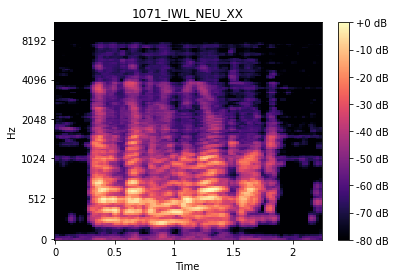 1071_IWL_NEU_XX
Hz
8192
4096
2048
1024
512
0
0
0.5
1
1.5
2
Time
+0 dB
-10 dB
-20 dB
-30 dB
-40 dB
-50 dB
-60 dB
-70 dB
-80 dB